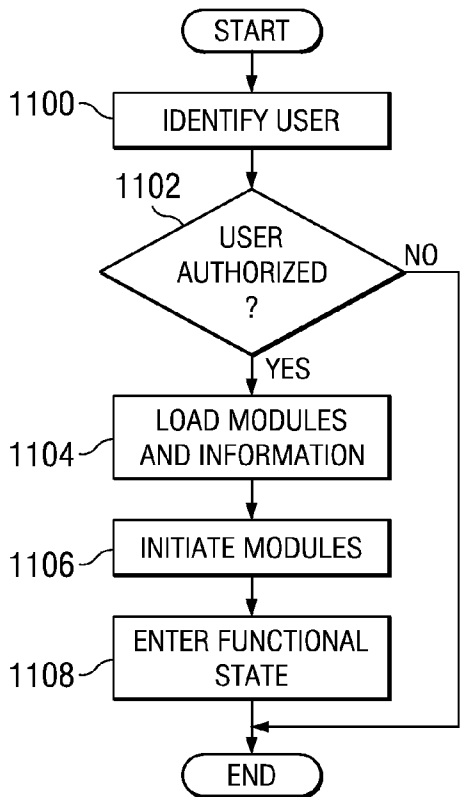 START
1100
IDENTIFY USER
1102
USER
AUTHORIZED
?
NO
YES
1104
LOAD MODULES
AND INFORMATION
1106
INITIATE MODULES
1108
ENTER FUNCTIONAL
STATE
END